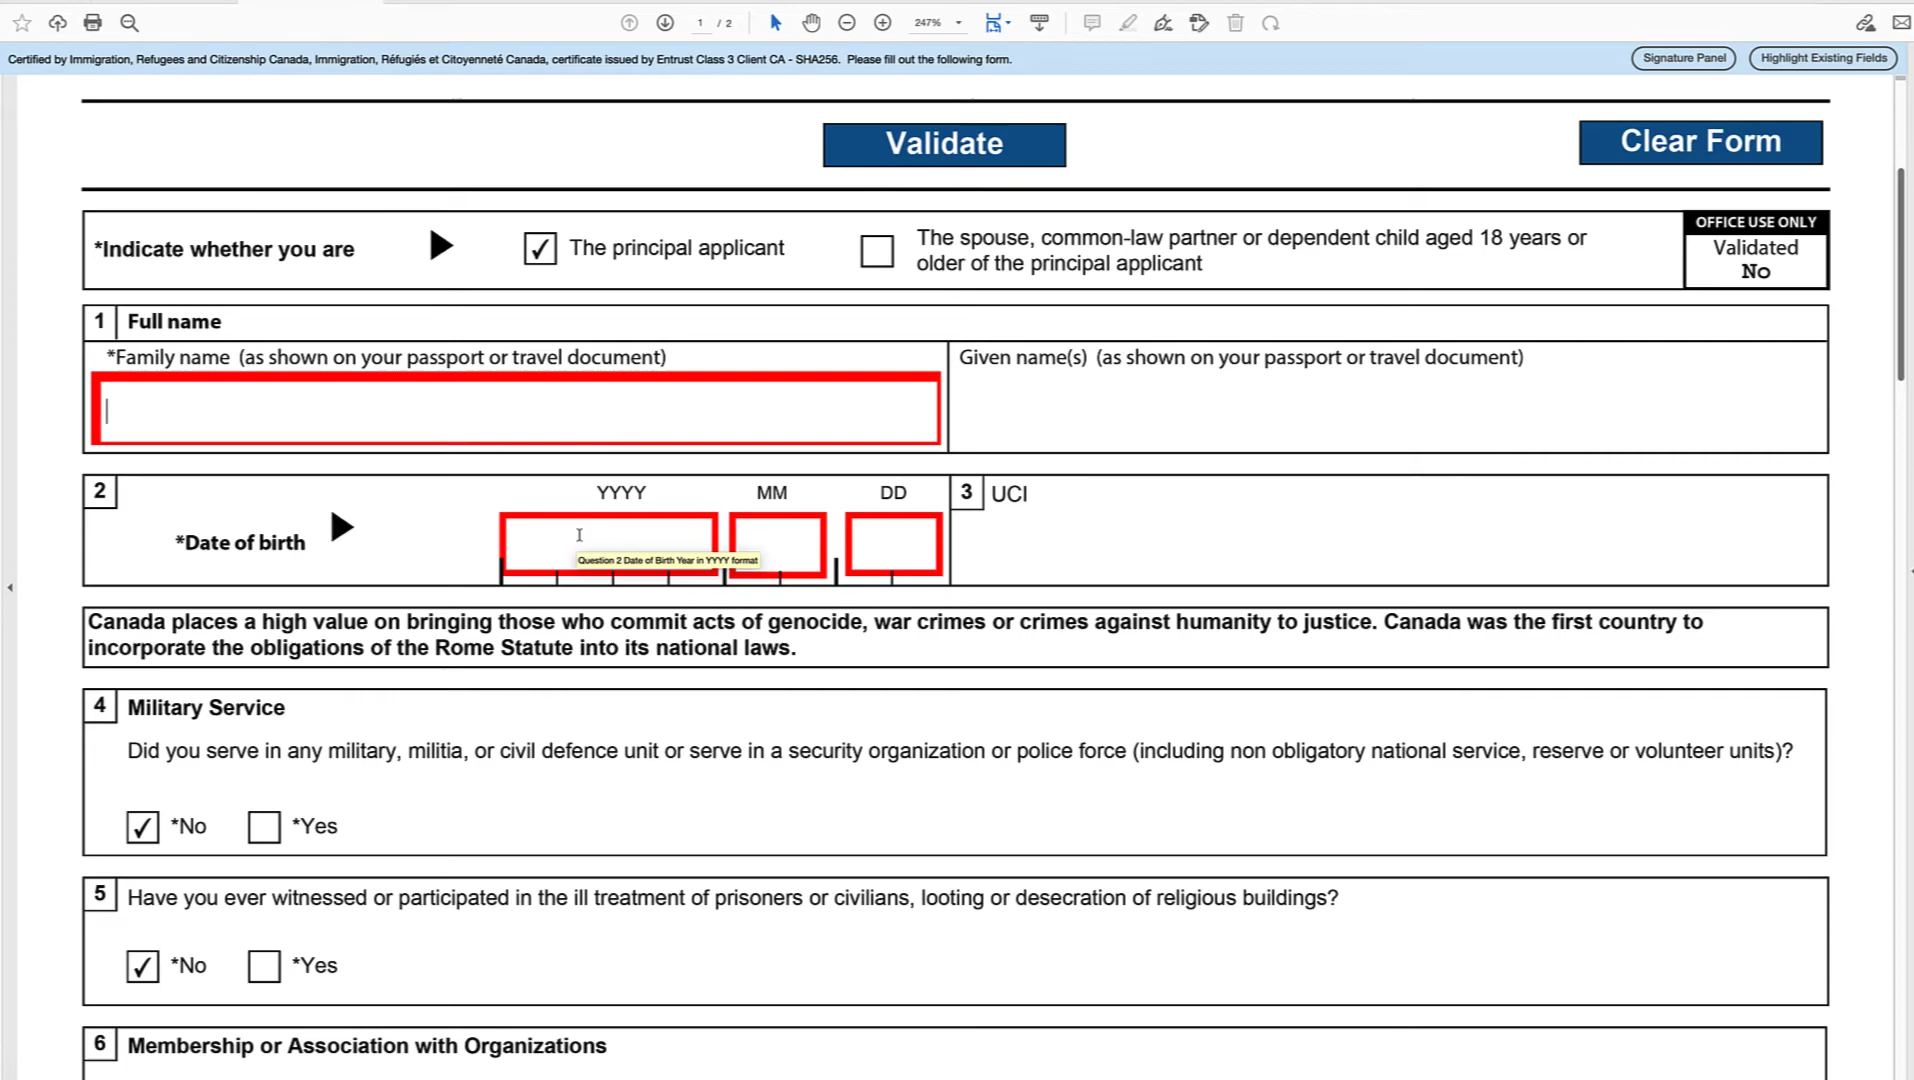 1 / 2
247%
Certified by Immigration, Refugees and Citizenship Canada, Immigration, Réfugiés et Citoyenneté Canada, certificate issued by Entrust Class 3 Client CA - SHA256. Please fill out the following form.
Signature Panel
Highlight Existing Fields
Validate
Clear Form
*Indicate whether you are
The principal applicant
The spouse, common-law partner or dependent child aged 18 years or
older of the principal applicant
OFFICE USE ONLY
Validated
No
1 Full name
*Family name (as shown on your passport or travel document)
Given name(s) (as shown on your passport or travel document)
2
YYYY MM DD
*Date of birth
Question 2 Date of Birth Year in YYYY format
3 UCI
Canada places a high value on bringing those who commit acts of genocide, war crimes or crimes against humanity to justice. Canada was the first country to
incorporate the obligations of the Rome Statute into its national laws.
4 Military Service
Did you serve in any military, militia, or civil defence unit or serve in a security organization or police force (including non obligatory national service, reserve or volunteer units)?
*No *Yes
5 Have you ever witnessed or participated in the ill treatment of prisoners or civilians, looting or desecration of religious buildings?
*No *Yes
6 Membership or Association with Organizations